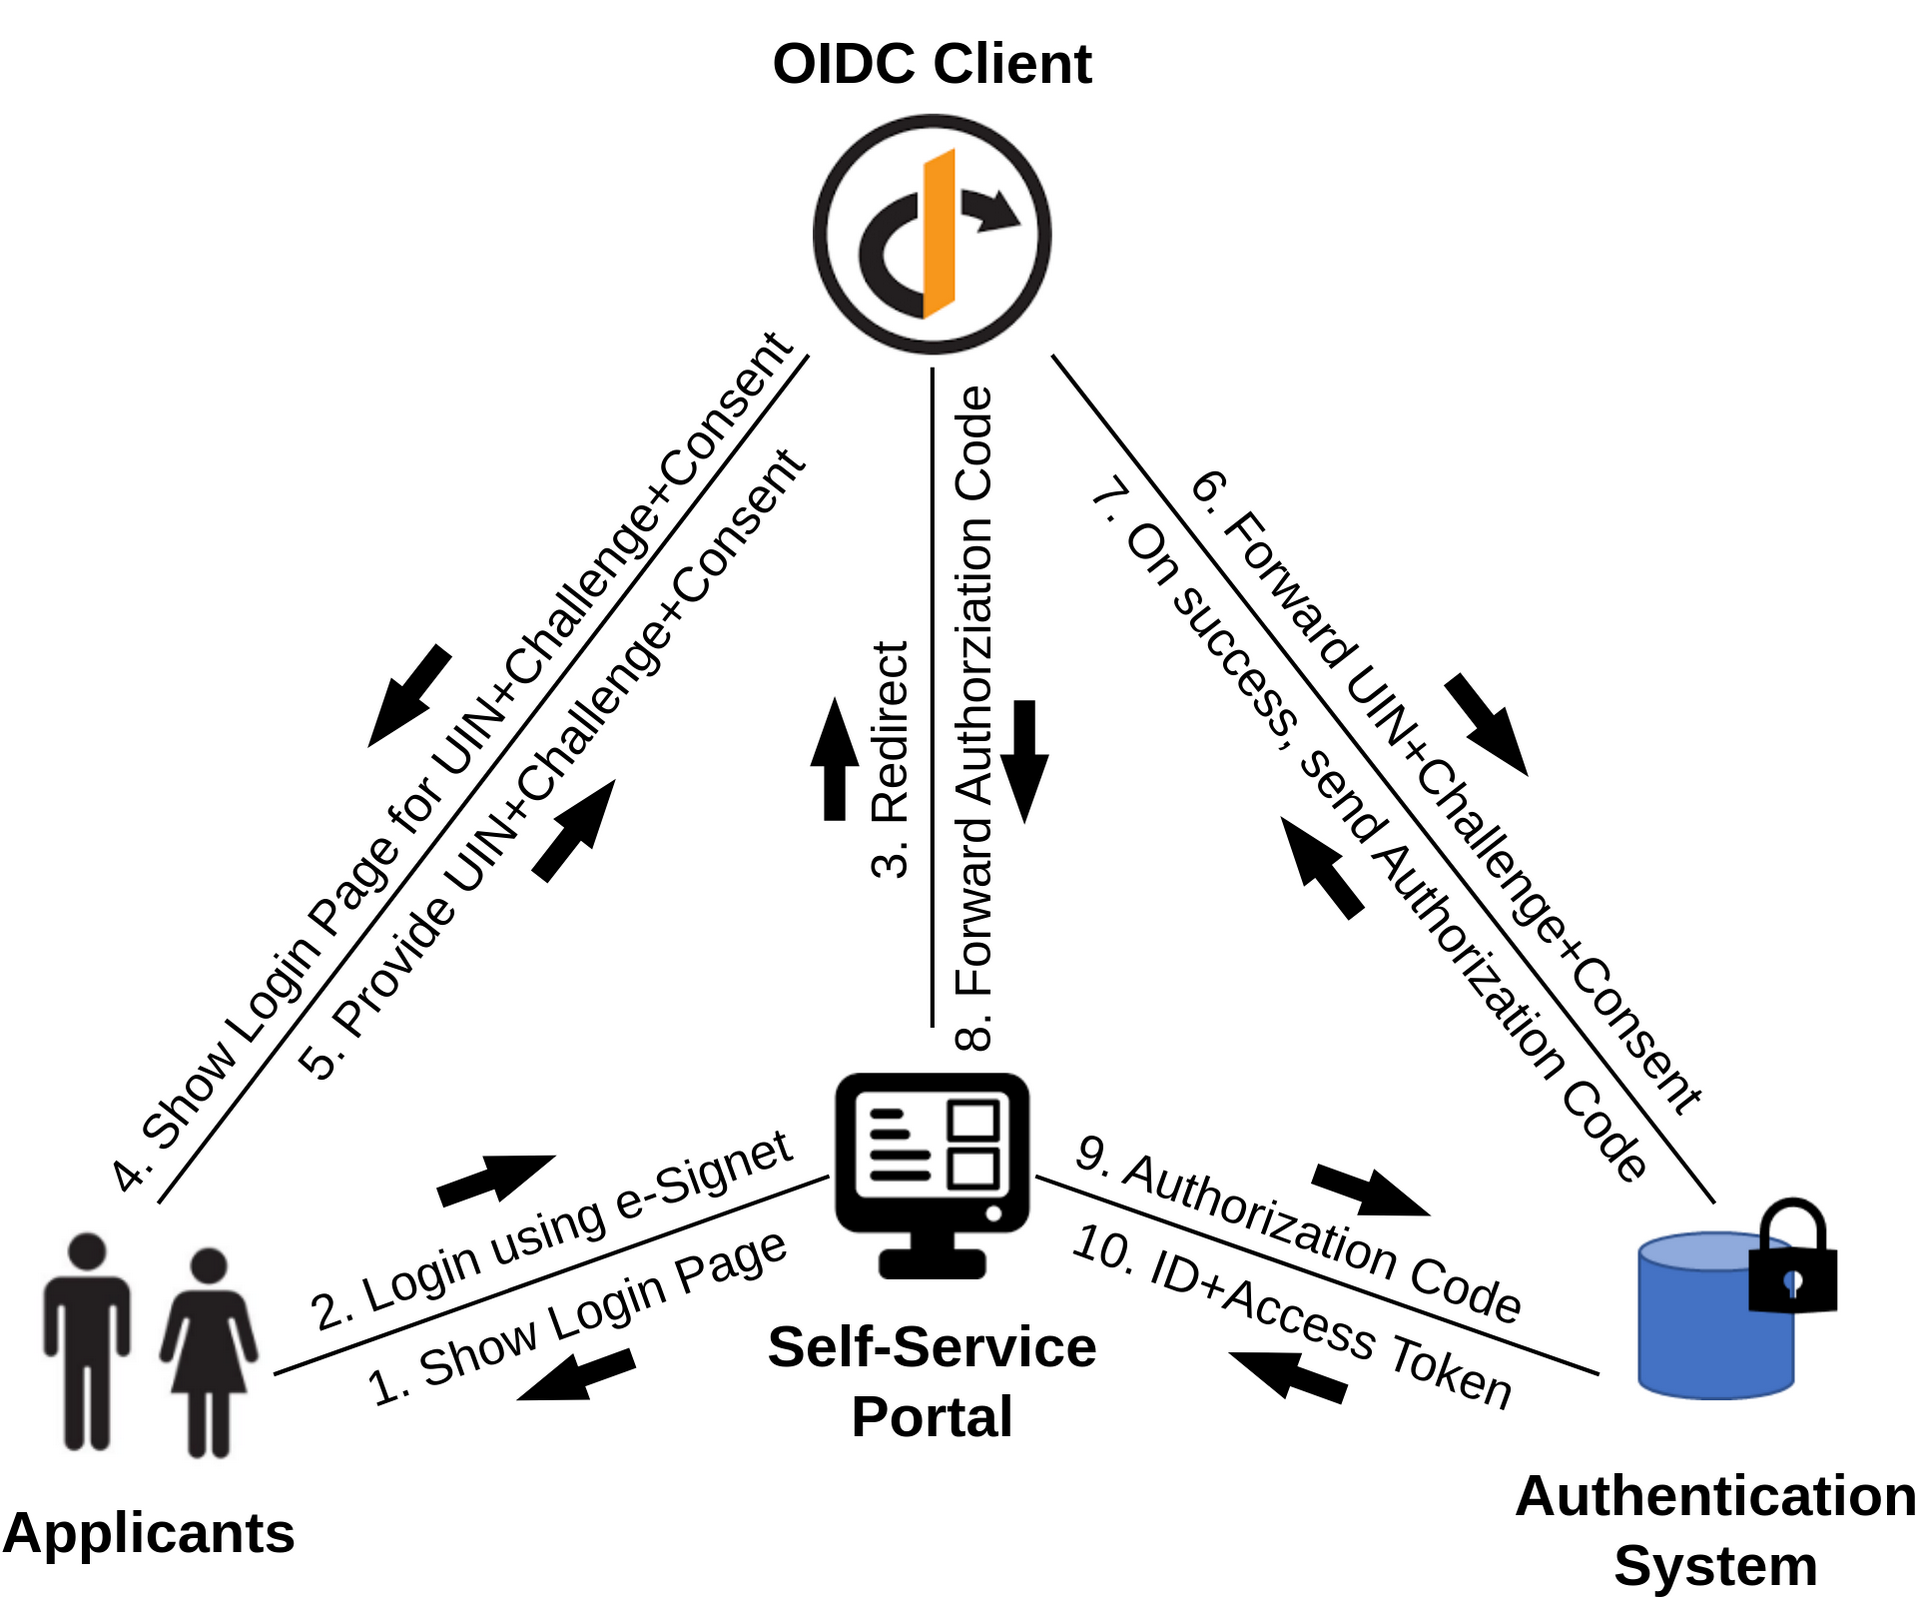 OIDC Client
4. Show Login Page for UIN+Challenge+Consent
5. Provide UIN+Challenge+Consent
3. Redirect
8. Forward Authorziation Code
6. Forward UIN+Challenge+Consent
7. On success, send Authorization Code
2. Login using e-Signet
1. Show Login Page
9. Authorization Code
10. ID+Access Token
Self-Service
Portal
Applicants
Authentication
System